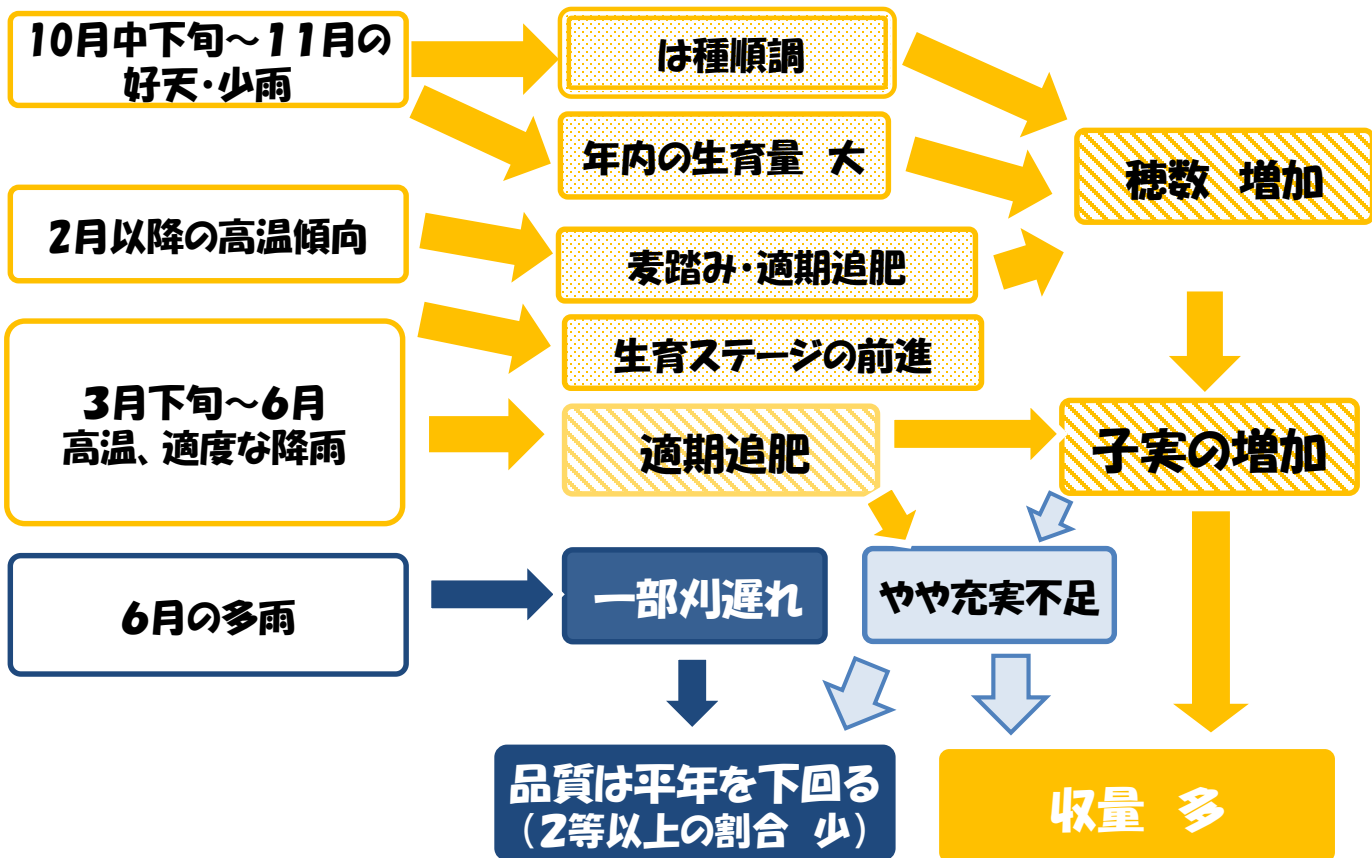 10月中下旬～11月の
好天・少雨
は種順調
年内の生育量　大
穂数　増加
2月以降の高温傾向
麦踏み・適期追肥
生育ステージの前進
3月下旬～6月
高温、適度な降雨
適期追肥
子実の増加
6月の多雨
一部刈遅れ
やや充実不足
品質は平年を下回る
（2等以上の割合　少）
収量　多